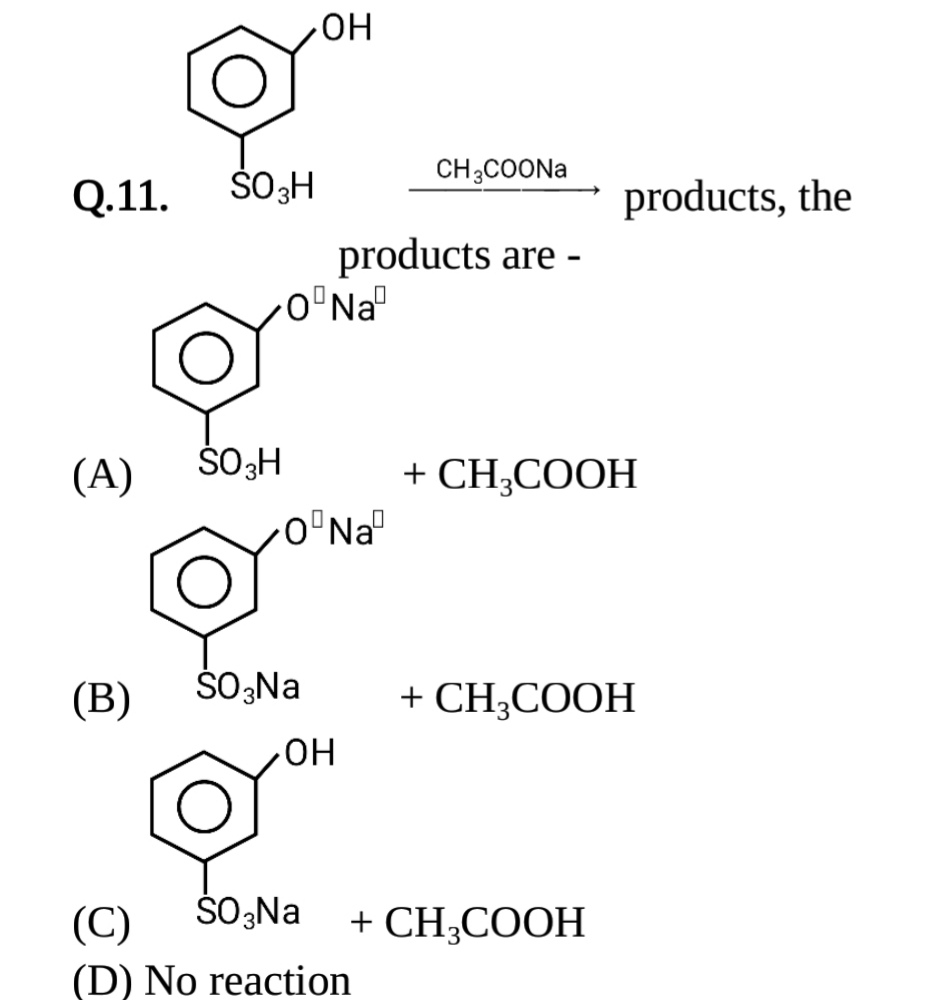 OH
SO₃H
Q.11.
CH₃COONa
products, the
products are -
O▯Na▯
SO₃H
(A) + CH₃COOH
O▯Na▯
SO₃Na
(B) + CH₃COOH
OH
SO₃Na
(C) + CH₃COOH
(D) No reaction